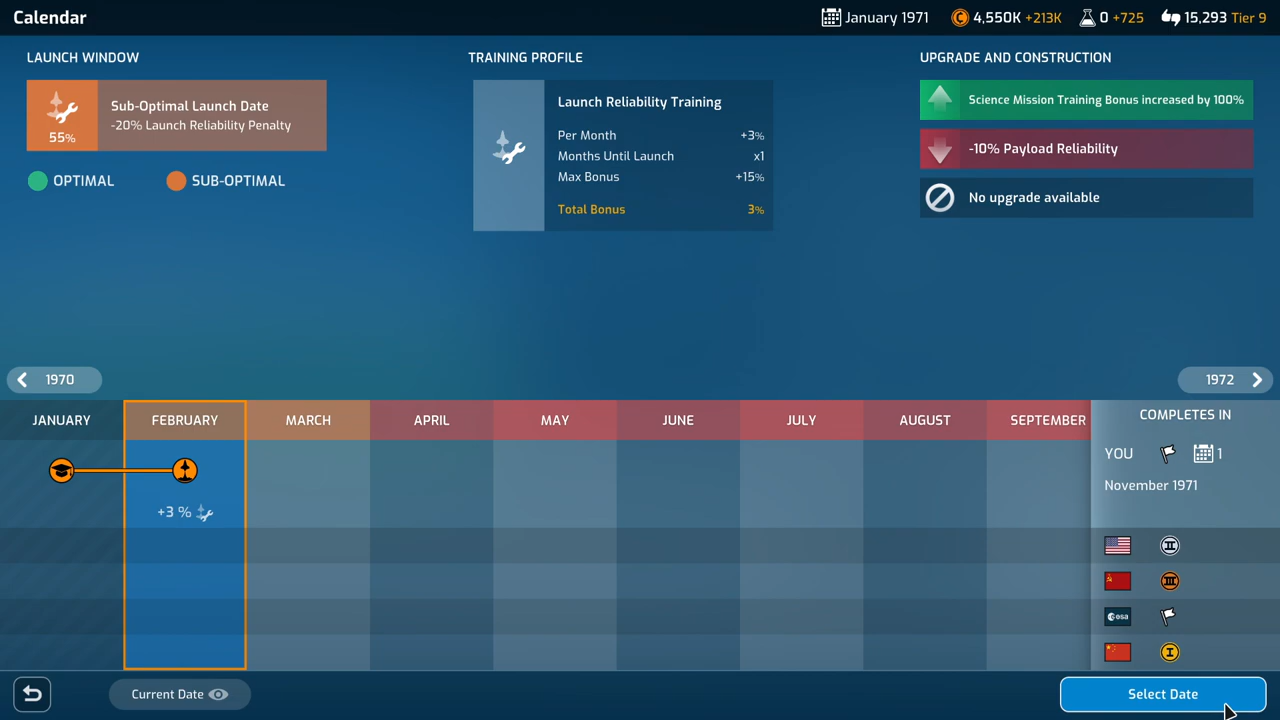 Calendar
January 1971
4,550K +213K
0 +725
15,293 Tier 9
LAUNCH WINDOW
55%
Sub-Optimal Launch Date
-20% Launch Reliability Penalty
OPTIMAL
SUB-OPTIMAL
TRAINING PROFILE
Launch Reliability Training
Per Month +3%
Months Until Launch x1
Max Bonus +15%
Total Bonus 3%
UPGRADE AND CONSTRUCTION
Science Mission Training Bonus increased by 100%
-10% Payload Reliability
No upgrade available
1970
1972
JANUARY
FEBRUARY
MARCH
APRIL
MAY
JUNE
JULY
AUGUST
SEPTEMBER
+3 %
COMPLETES IN
YOU 1
November 1971
II
III
esa
I
Current Date
Select Date